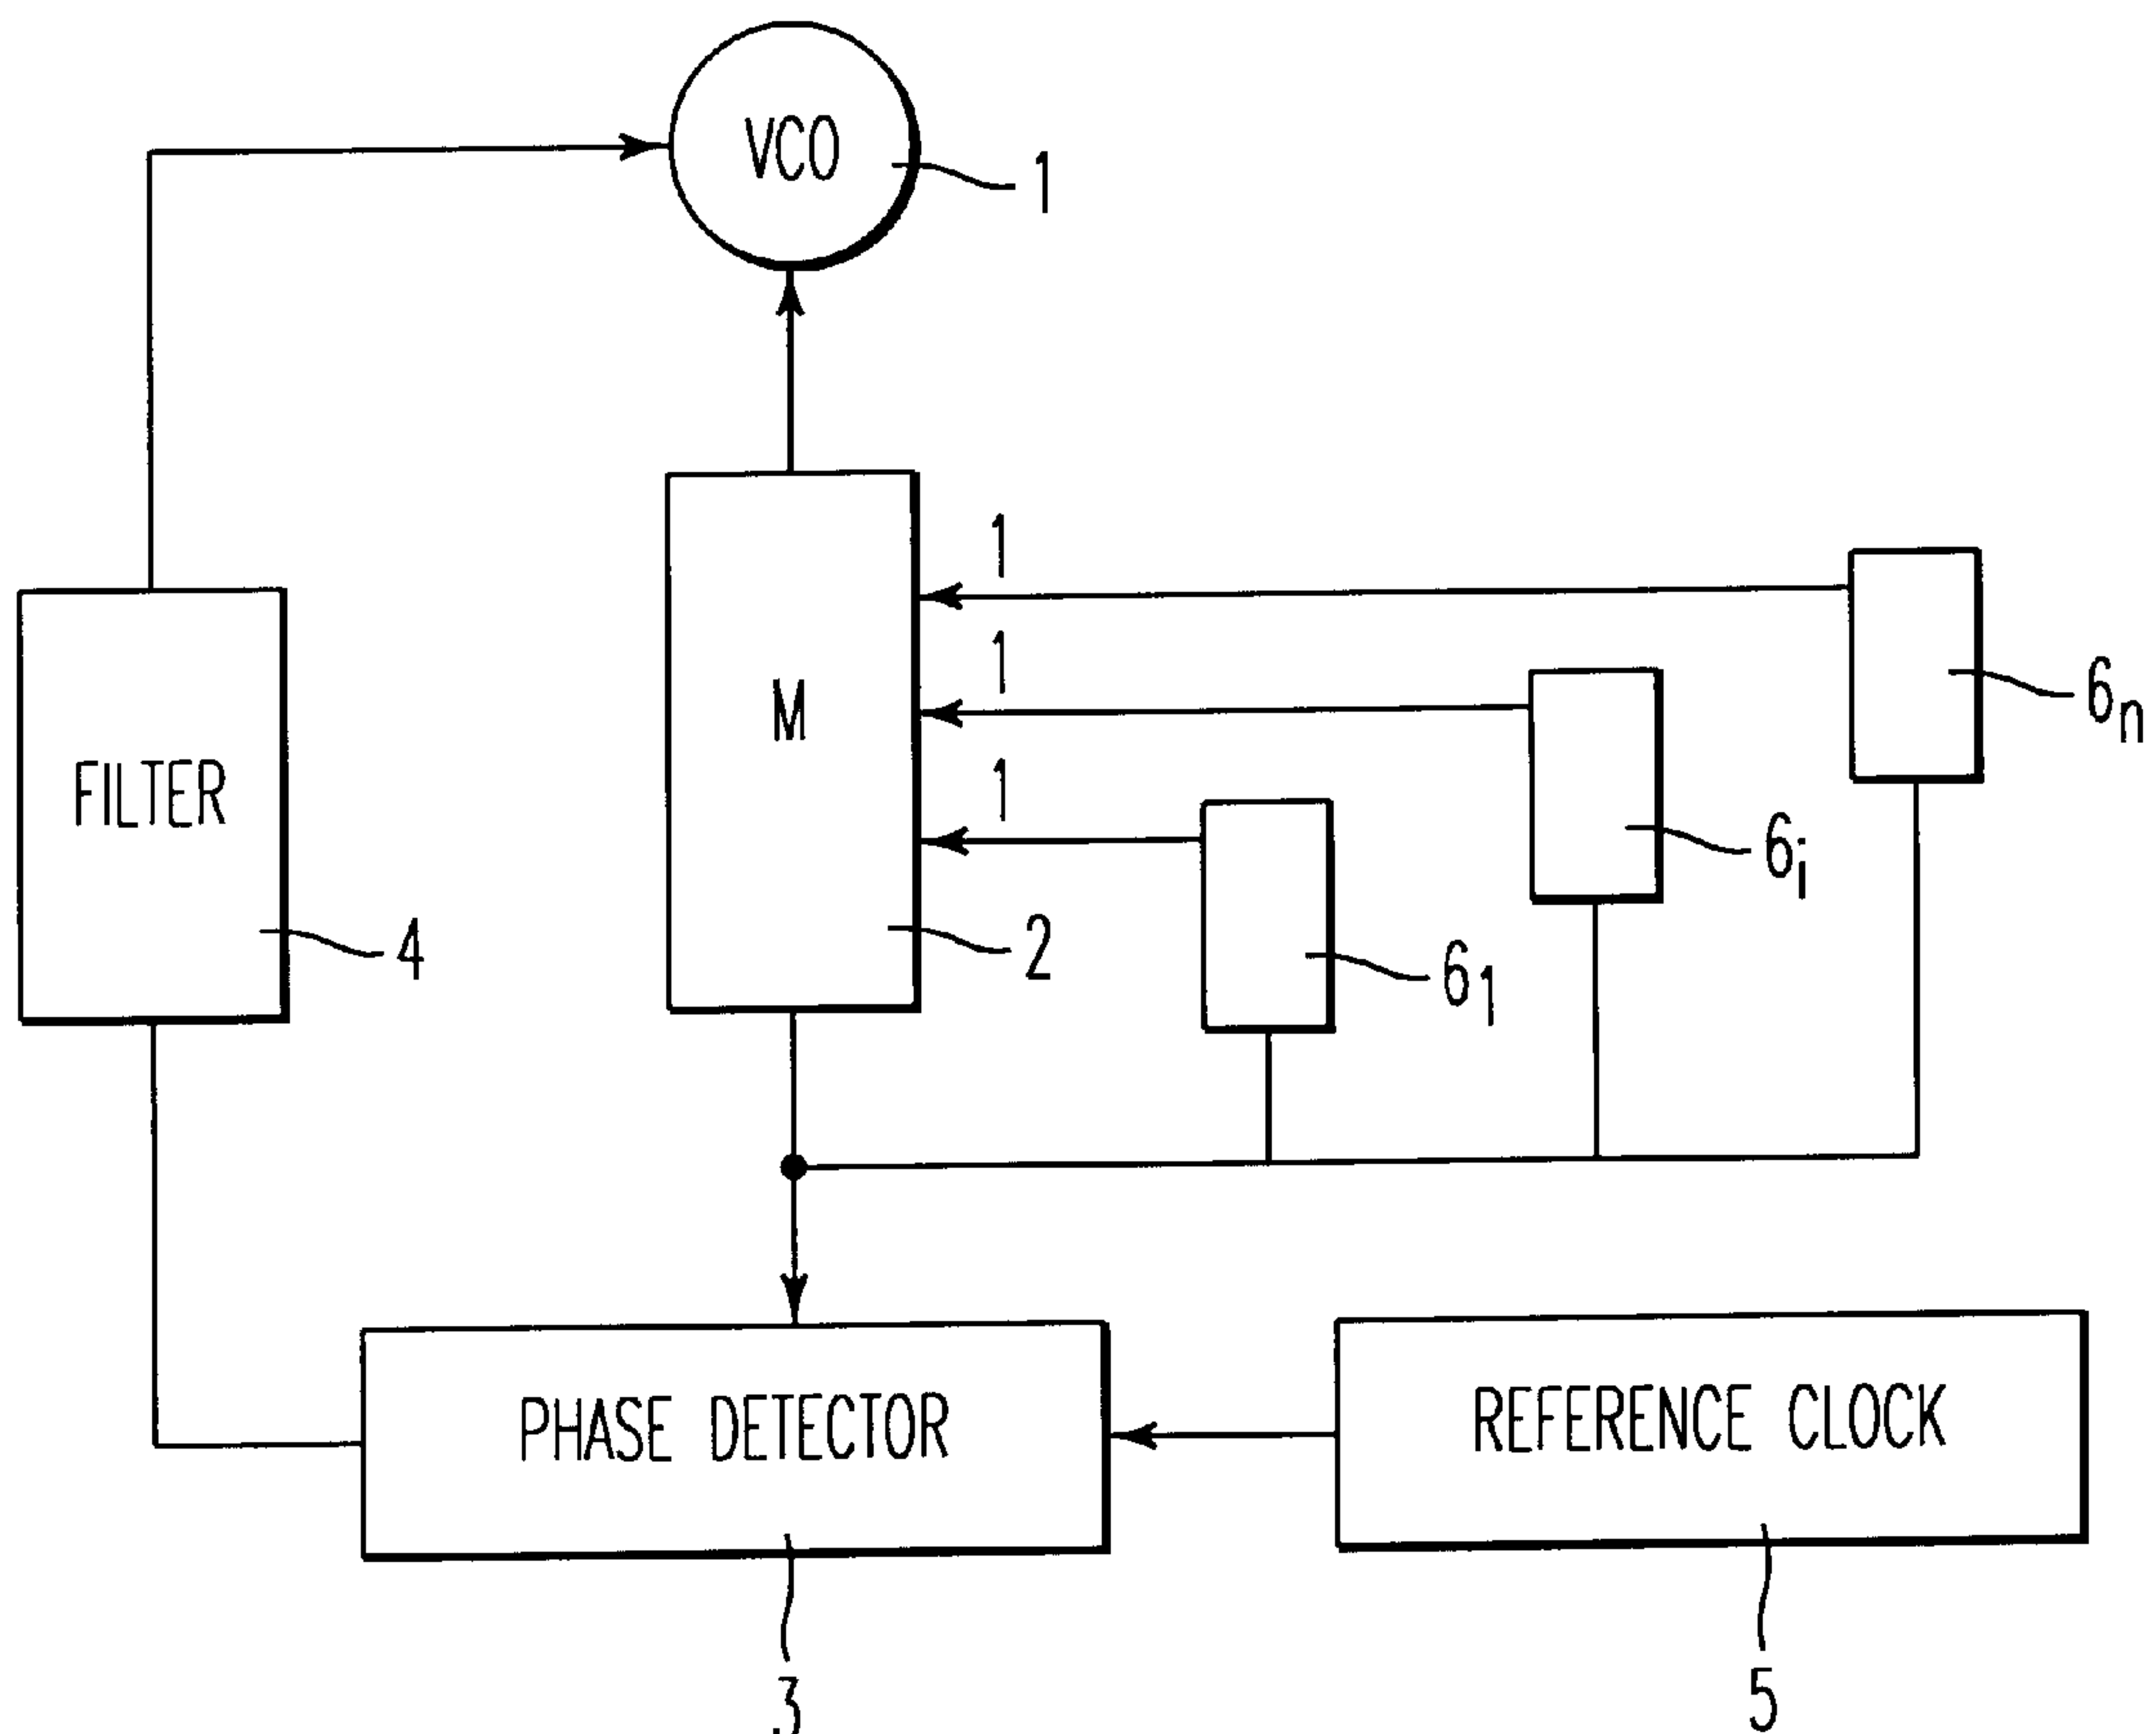 VCO
1
1
1
1
M
FILTER
6n
6i
61
2
4
PHASE DETECTOR
REFERENCE CLOCK
3
5